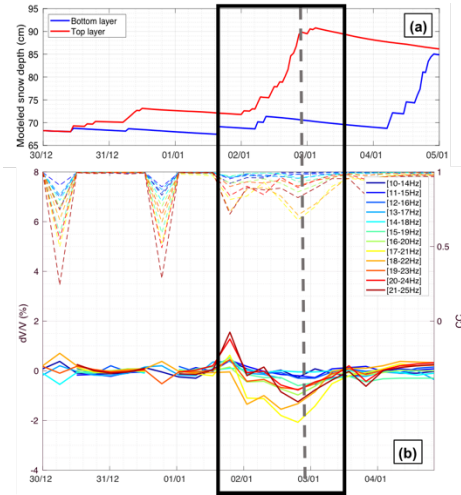 Modeled snow depth (cm)
95
90
85
80
75
70
65
Bottom layer
Top layer
(a)
30/12
31/12
01/01
02/01
03/01
04/01
05/01
dV/V (%)
8
6
4
2
0
-2
-4
1
0.5
0
CC
[10-14Hz]
[11-15Hz]
[12-16Hz]
[13-17Hz]
[14-18Hz]
[15-19Hz]
[16-20Hz]
[17-21Hz]
[18-22Hz]
[19-23Hz]
[20-24Hz]
[21-25Hz]
(b)
30/12
31/12
01/01
02/01
03/01
04/01